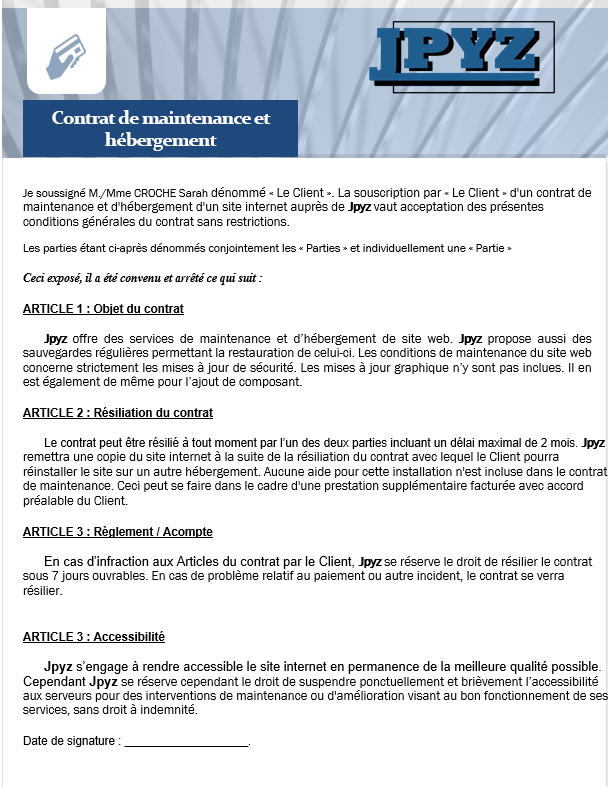 JPYZ
Contrat de maintenance et
hébergement
Je soussigné M./Mme CROCHE Sarah dénommé « Le Client ». La souscription par « Le Client » d'un contrat de
maintenance et d'hébergement d'un site internet auprès de Jpyz vaut acceptation des présentes
conditions générales du contrat sans restrictions.
Les parties étant ci-après dénommés conjointement les « Parties » et individuellement une « Partie »
Ceci exposé, il a été convenu et arrêté ce qui suit :
ARTICLE 1 : Objet du contrat
Jpyz offre des services de maintenance et d'hébergement de site web. Jpyz propose aussi des
sauvegardes régulières permettant la restauration de celui-ci. Les conditions de maintenance du site web
concerne strictement les mises à jour de sécurité. Les mises à jour graphique n'y sont pas inclues. Il en
est également de même pour l'ajout de composant.
ARTICLE 2 : Résiliation du contrat
Le contrat peut être résilié à tout moment par l'un des deux parties incluant un délai maximal de 2 mois. Jpyz
remettra une copie du site internet à la suite de la résiliation du contrat avec lequel le Client pourra
réinstaller le site sur un autre hébergement. Aucune aide pour cette installation n'est incluse dans le contrat
de maintenance. Ceci peut se faire dans le cadre d'une prestation supplémentaire facturée avec accord
préalable du Client.
ARTICLE 3 : Règlement / Acompte
En cas d'infraction aux Articles du contrat par le Client, Jpyz se réserve le droit de résilier le contrat
sous 7 jours ouvrables. En cas de problème relatif au paiement ou autre incident, le contrat se verra
résilier.
ARTICLE 3 : Accessibilité
Jpyz s'engage à rendre accessible le site internet en permanence de la meilleure qualité possible.
Cependant Jpyz se réserve cependant le droit de suspendre ponctuellement et brièvement l'accessibilité
aux serveurs pour des interventions de maintenance ou d'amélioration visant au bon fonctionnement de ses
services, sans droit à indemnité.
Date de signature : ____________________.